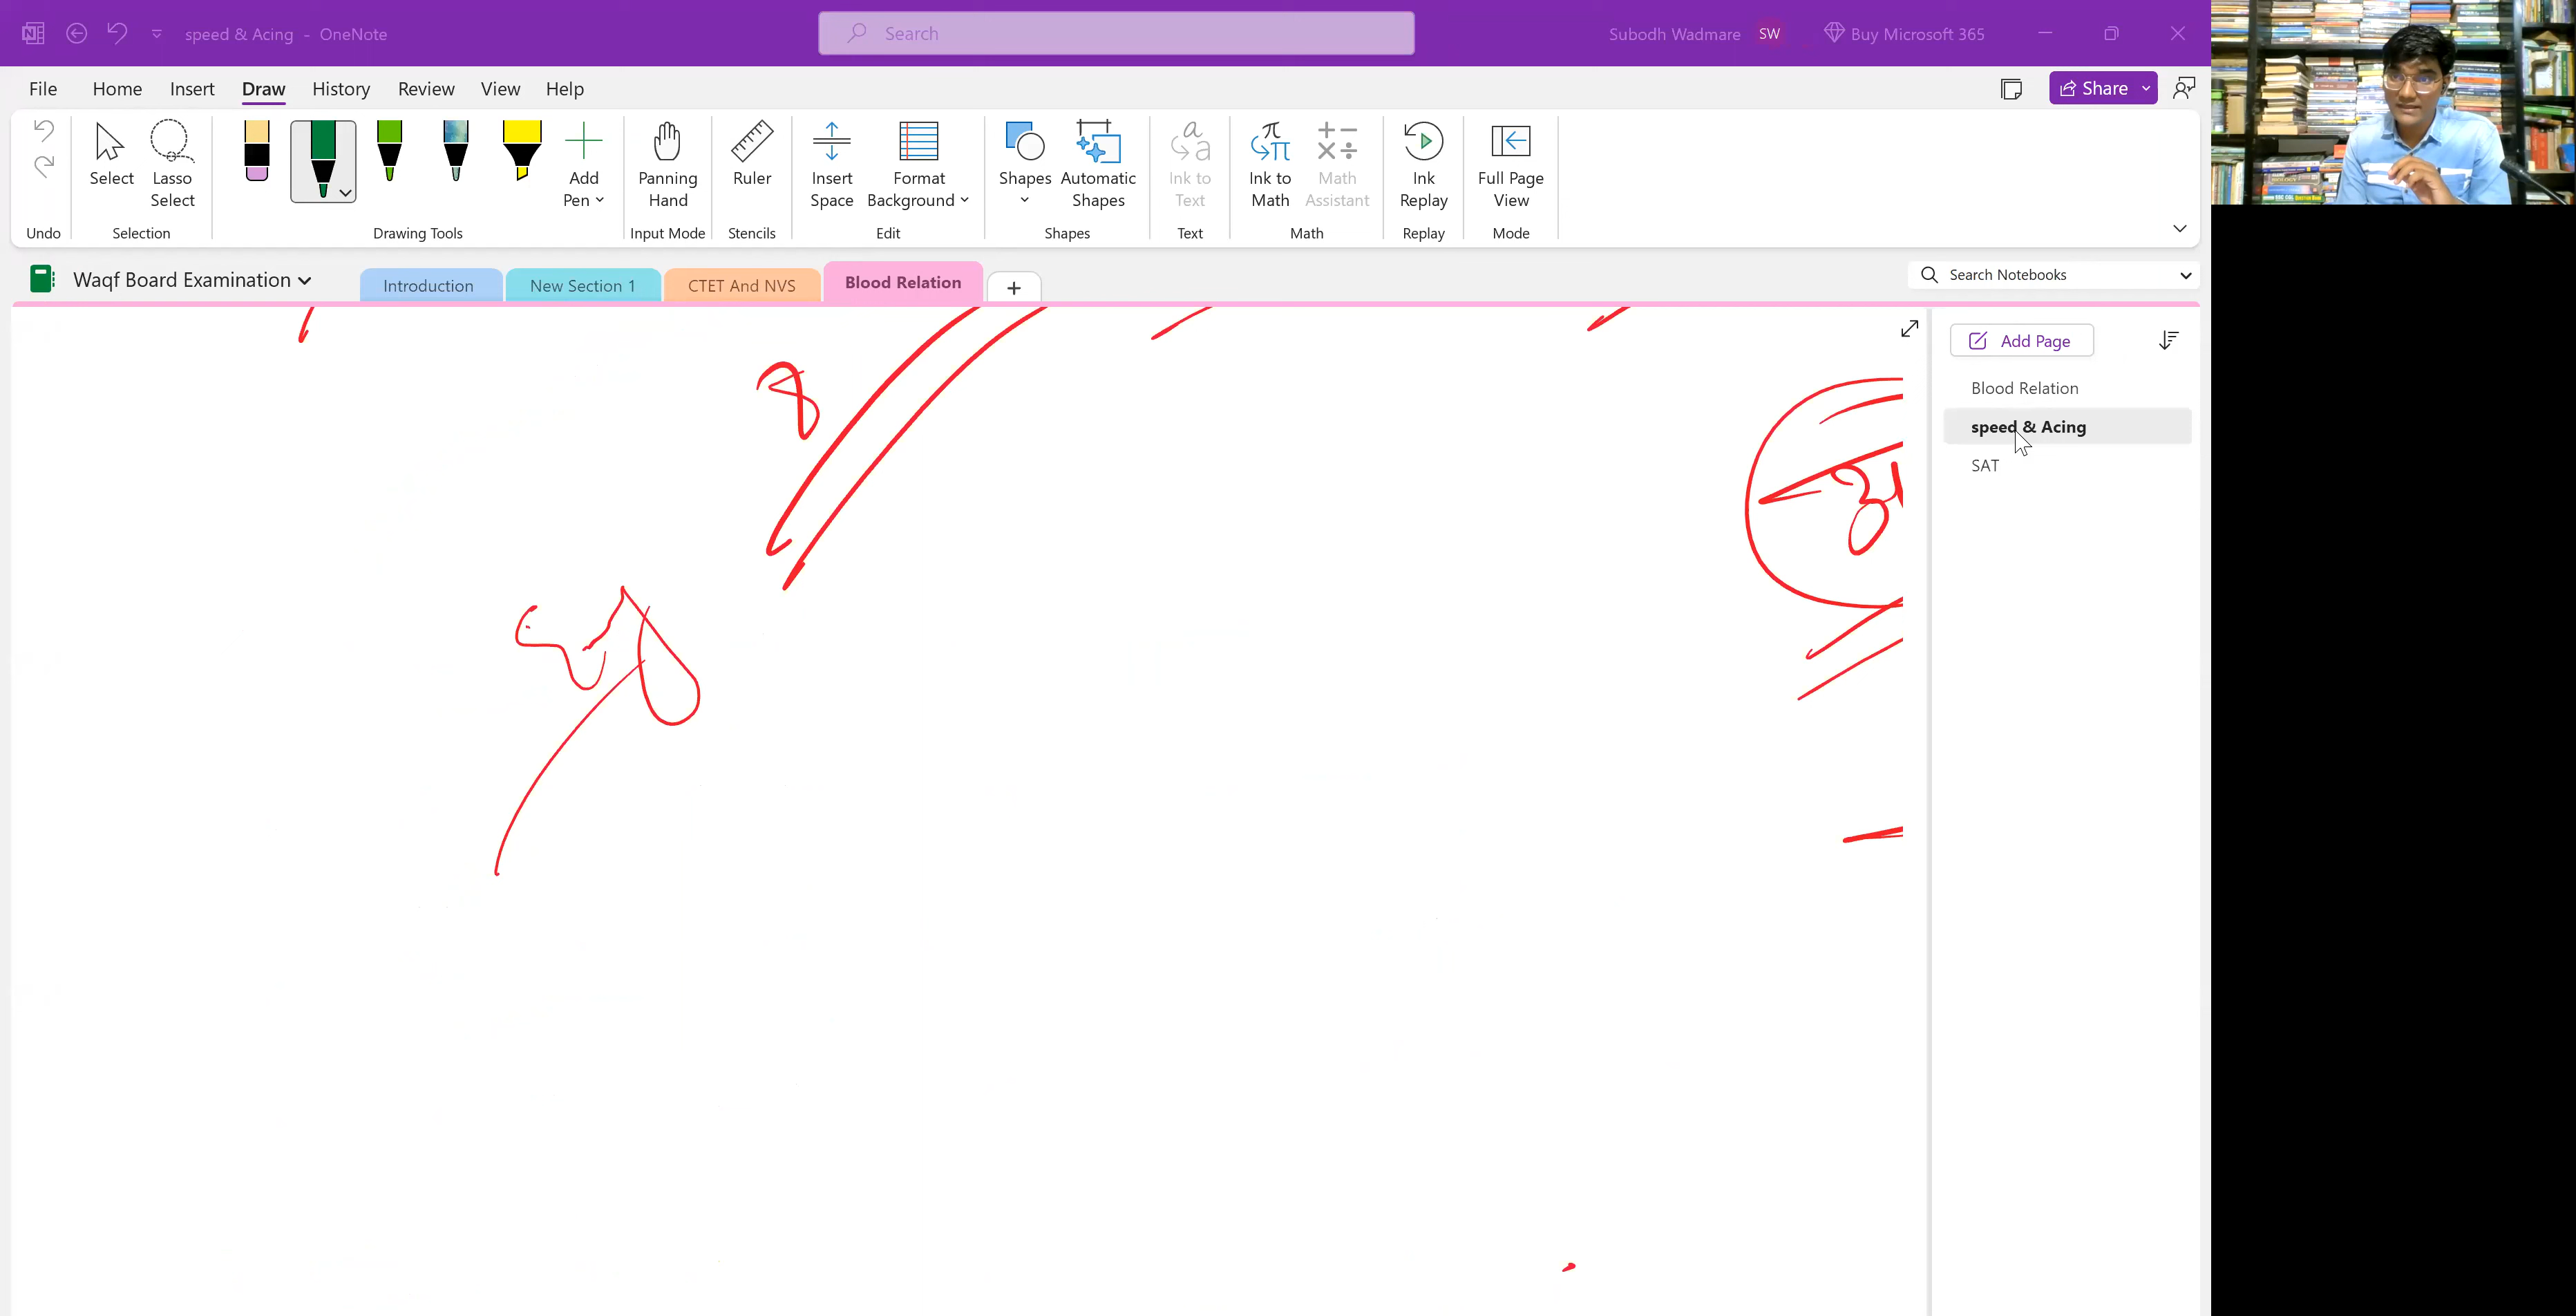 speed & Acing - OneNote
Search
Subodh Wadmare SW
Buy Microsoft 365
File Home Insert Draw History Review View Help
Share
Select
Lasso Select
Add Pen
Panning Hand
Ruler
Insert Space
Format Background
Shapes
Automatic Shapes
Ink to Text
Ink to Math
Math Assistant
Ink Replay
Full Page View
Undo Selection Drawing Tools Input Mode Stencils Edit Shapes Text Math Replay Mode
Waqf Board Examination
Introduction
New Section 1
CTET And NVS
Blood Relation
Search Notebooks
Add Page
Blood Relation
speed & Acing
SAT
8